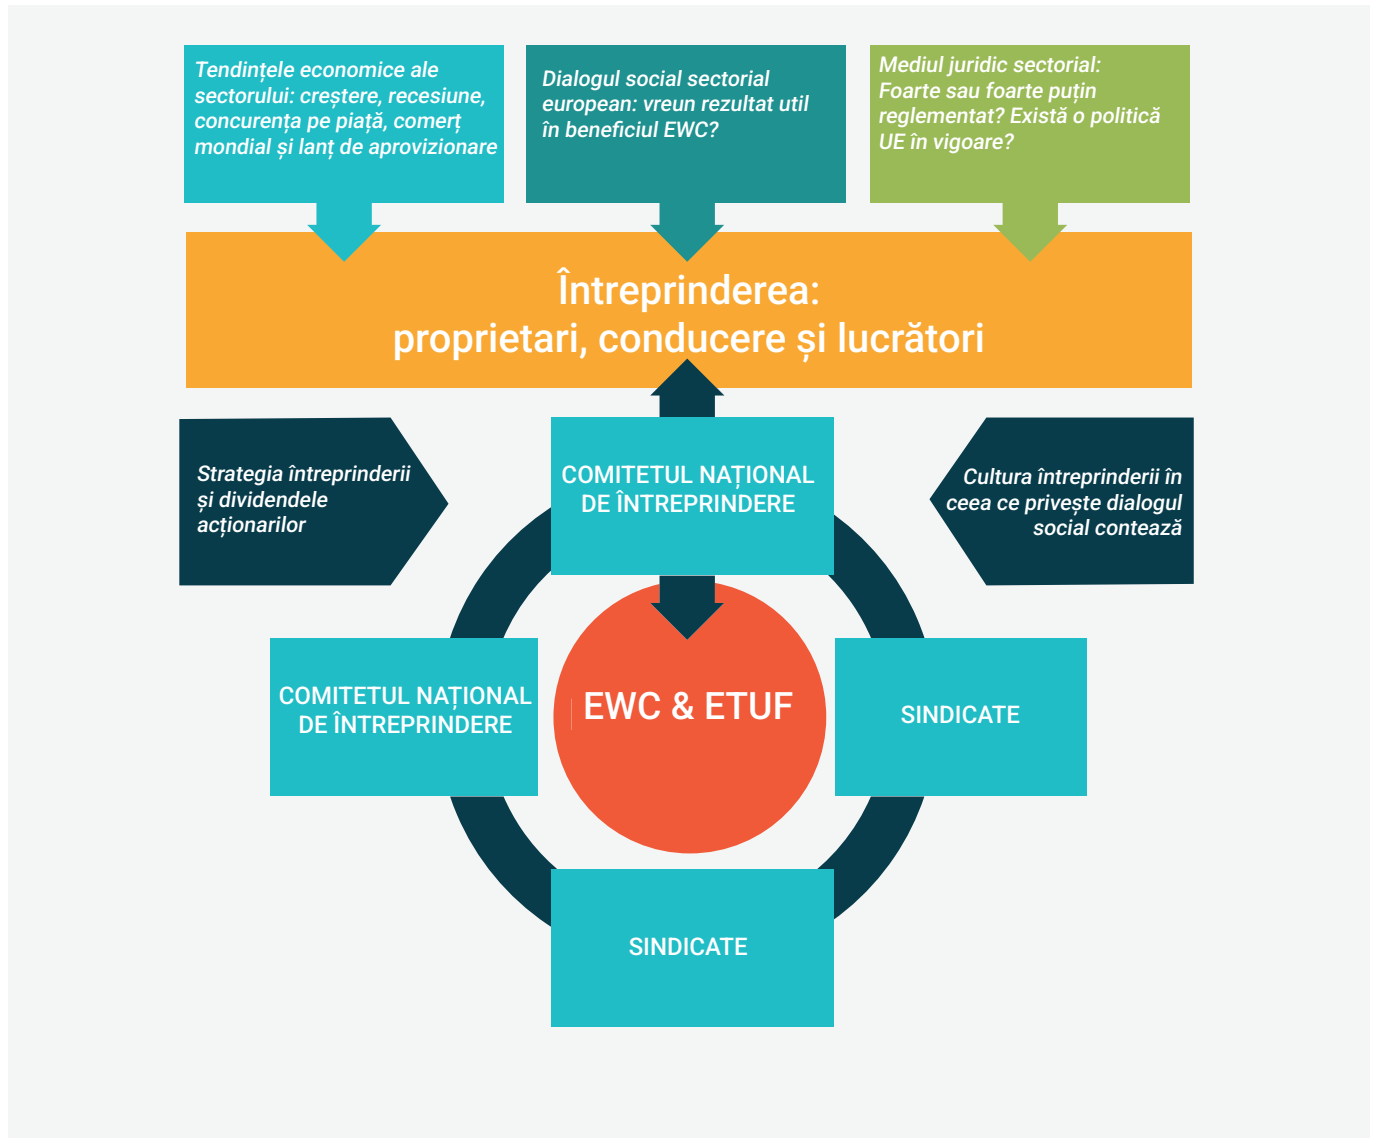 Tendințele economice ale
sectorului: creștere, recesiune,
concurența pe piață, comerț
mondial și lanț de aprovizionare
Dialogul social sectorial
european: vreun rezultat util
în beneficiul EWC?
Mediul juridic sectorial:
Foarte sau foarte puțin
reglementat? Există o politică
UE în vigoare?
Întreprinderea:
proprietari, conducere și lucrători
Strategia întreprinderii
și dividendele
acționarilor
COMITETUL NAȚIONAL
DE ÎNTREPRINDERE
Cultura întreprinderii în
ceea ce privește dialogul
social contează
COMITETUL NAȚIONAL
DE ÎNTREPRINDERE
EWC & ETUF
SINDICATE
SINDICATE